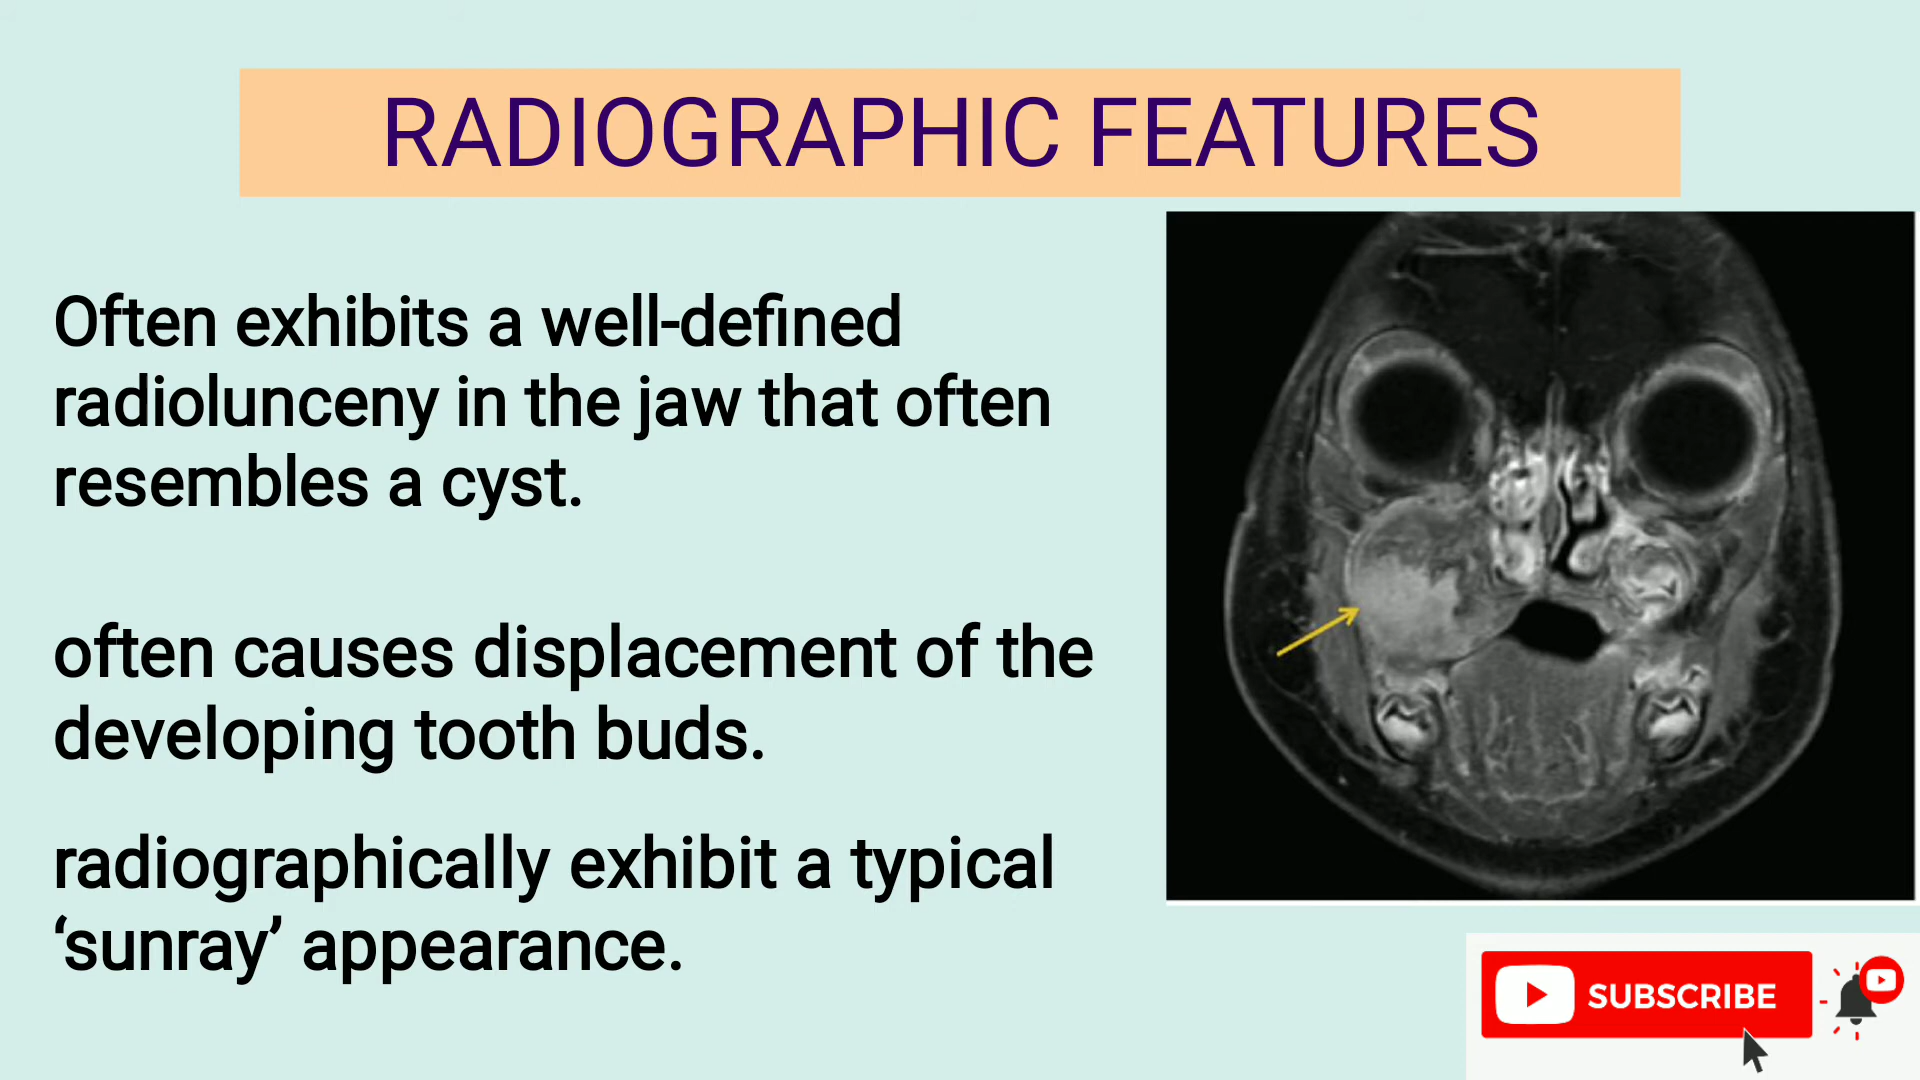 RADIOGRAPHIC FEATURES
Often exhibits a well-defined
radiolunceny in the jaw that often
resembles a cyst.
often causes displacement of the
developing tooth buds.
radiographically exhibit a typical
‘sunray’ appearance.
SUBSCRIBE